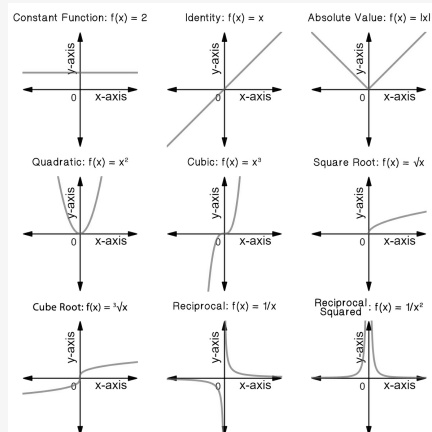 Constant Function: f(x) = 2
y-axis
0
x-axis
Identity: f(x) = x
y-axis
0
x-axis
Absolute Value: f(x) = |x|
y-axis
0
x-axis
Quadratic: f(x) = x²
y-axis
0
x-axis
Cubic: f(x) = x³
y-axis
0
x-axis
Square Root: f(x) = √x
y-axis
0
x-axis
Cube Root: f(x) = ³√x
y-axis
0
x-axis
Reciprocal: f(x) = 1/x
y-axis
0
x-axis
Reciprocal
Squared : f(x) = 1/x²
y-axis
0
x-axis